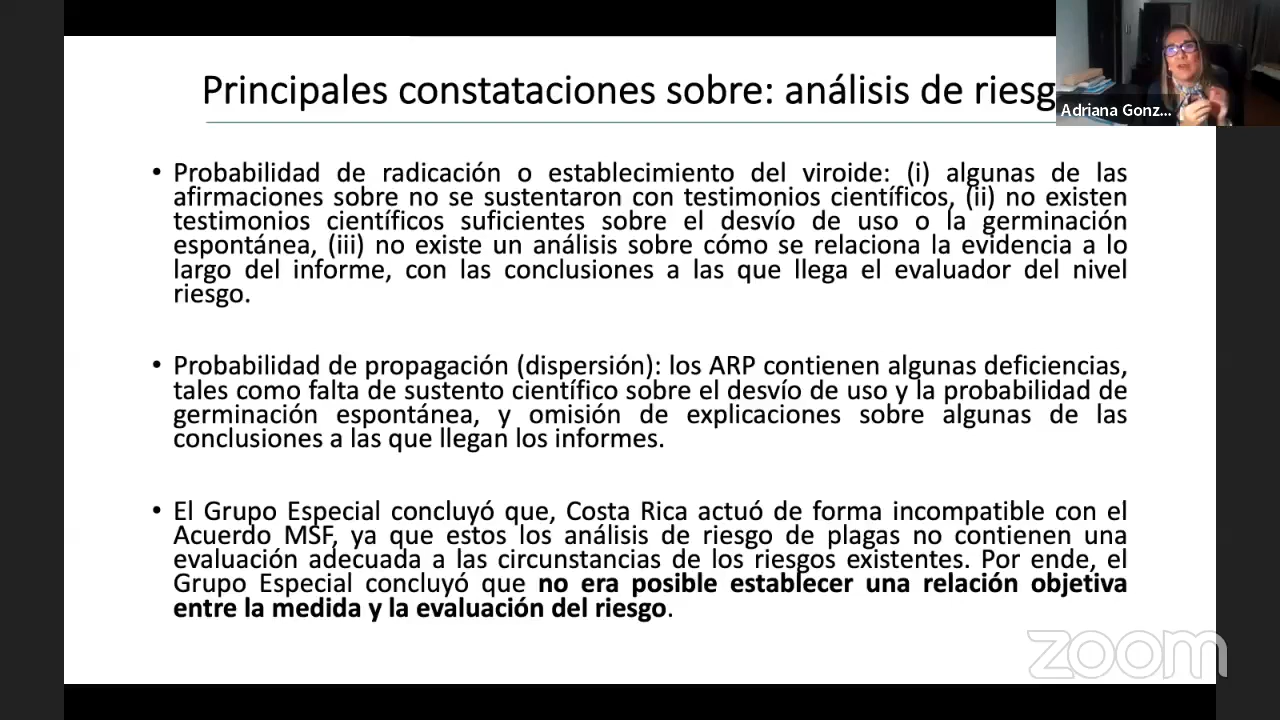 Principales constataciones sobre: análisis de riesg
Adriana Gonz...
• Probabilidad de radicación o establecimiento del viroide: (i) algunas de las
afirmaciones sobre no se sustentaron con testimonios científicos, (ii) no existen
testimonios científicos suficientes sobre el desvío de uso o la germinación
espontánea, (iii) no existe un análisis sobre cómo se relaciona la evidencia a lo
largo del informe, con las conclusiones a las que llega el evaluador del nivel
riesgo.
• Probabilidad de propagación (dispersión): los ARP contienen algunas deficiencias,
tales como falta de sustento científico sobre el desvío de uso y la probabilidad de
germinación espontánea, y omisión de explicaciones sobre algunas de las
conclusiones a las que llegan los informes.
• El Grupo Especial concluyó que, Costa Rica actuó de forma incompatible con el
Acuerdo MSF, ya que estos los análisis de riesgo de plagas no contienen una
evaluación adecuada a las circunstancias de los riesgos existentes. Por ende, el
Grupo Especial concluyó que no era posible establecer una relación objetiva
entre la medida y la evaluación del riesgo.
zoom